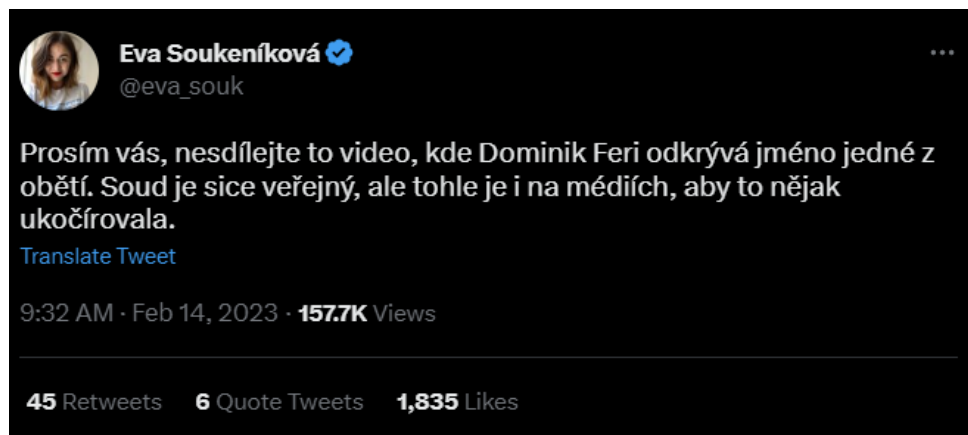 Eva Soukeníková
@eva_souk
Prosím vás, nesdílejte to video, kde Dominik Feri odkrývá jméno jedné z
obětí. Soud je sice veřejný, ale tohle je i na médiích, aby to nějak
ukočírovala.
Translate Tweet
9:32 AM · Feb 14, 2023 · 157.7K Views
45 Retweets 6 Quote Tweets 1,835 Likes